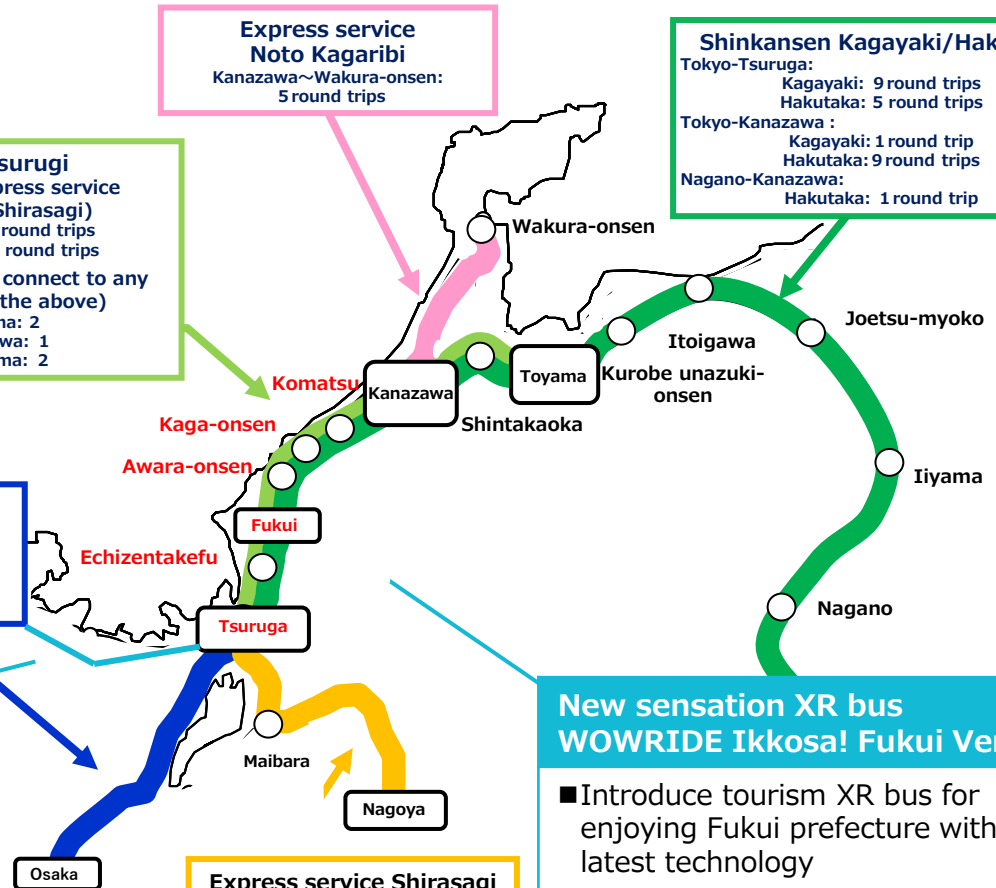 Express service
Noto Kagaribi
Kanazawa～Wakura-onsen:
5 round trips
Shinkansen Kagayaki/Hak
Tokyo-Tsuruga:
Kagayaki: 9 round trips
Hakutaka: 5 round trips
Tokyo-Kanazawa :
Kagayaki: 1 round trip
Hakutaka: 9 round trips
Nagano-Kanazawa:
Hakutaka: 1 round trip
surugi
press service
Shirasagi)
round trips
round trips
connect to any
the above)
ma: 2
wa: 1
ma: 2
Wakura-onsen
Itoigawa
Joetsu-myoko
Komatsu
Kanazawa
Toyama
Kurobe unazuki-
onsen
Kaga-onsen
Shintakaoka
Awara-onsen
Iiyama
Fukui
Echizentakefu
Nagano
Tsuruga
Maibara
Nagoya
Osaka
Express service Shirasagi
New sensation XR bus
WOWRIDE Ikkosa! Fukui Ver
■Introduce tourism XR bus for
enjoying Fukui prefecture with
latest technology